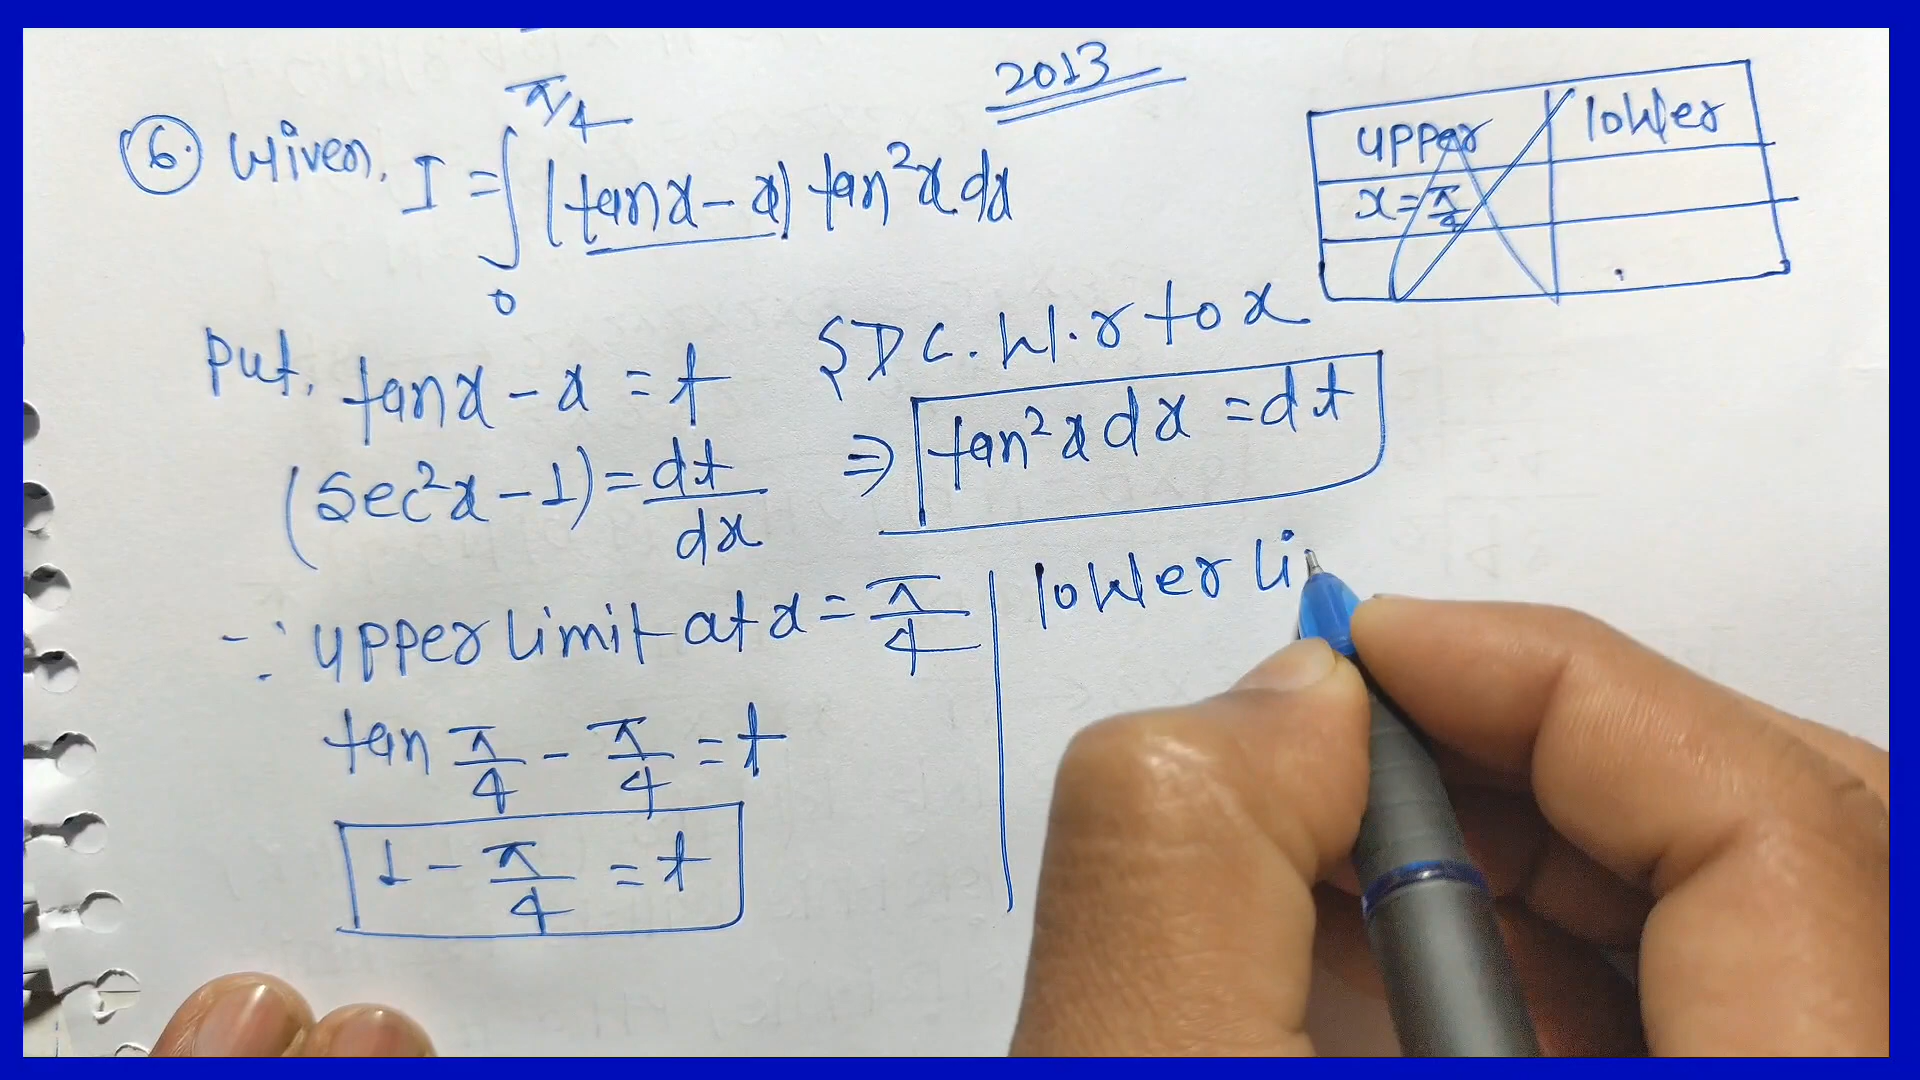 2013
6. Given, I = ∫₀^π/4 (tanx - x) tan²x dx
upper lower
x = π/4
Put, tanx - x = t
S D C. w.r to x
(sec²x - 1) = dt/dx
⇒ tan²x dx = dt
∵ upper limit at x = π/4
lower li
tan π/4 - π/4 = t
1 - π/4 = t